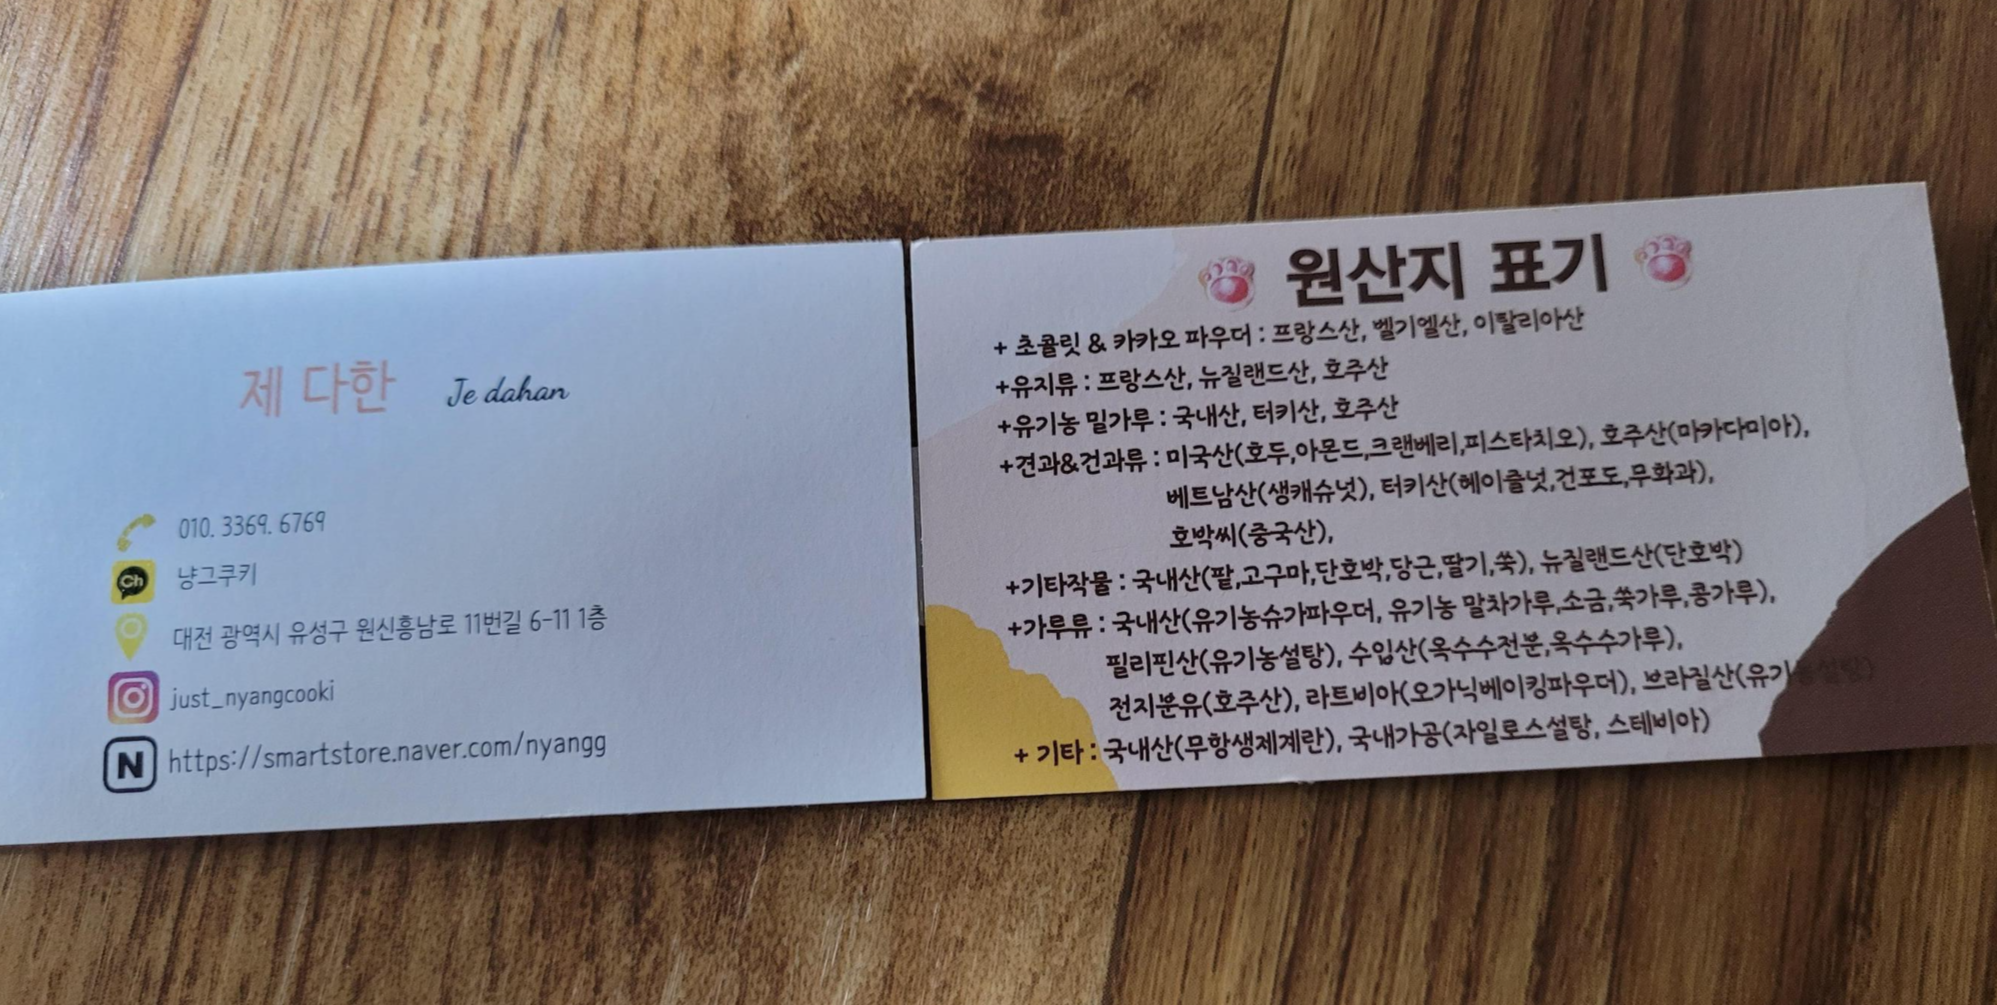 제 다한 Je dahan
010. 3369. 6769
Ch 냥그쿠키
대전 광역시 유성구 원신흥남로 11번길 6-11 1층
just_nyangcooki
N https://smartstore.naver.com/nyangg
원산지 표기
+ 초콜릿 & 카카오 파우더 : 프랑스산, 벨기엘산, 이탈리아산
+유지류 : 프랑스산, 뉴질랜드산, 호주산
+유기농 밀가루 : 국내산, 터키산, 호주산
+견과&건과류 : 미국산(호두,아몬드,크랜베리,피스타치오), 호주산(마카다미아),
베트남산(생캐슈넛), 터키산(헤이즐넛,건포도,무화과),
호박씨(중국산),
+기타작물 : 국내산(팥,고구마,단호박,당근,딸기,쑥), 뉴질랜드산(단호박)
+가루류 : 국내산(유기농슈가파우더, 유기농 말차가루,소금,쑥가루,콩가루),
필리핀산(유기농설탕), 수입산(옥수수전분,옥수수가루),
전지분유(호주산), 라트비아(오가닉베이킹파우더), 브라질산(유기농설탕)
+ 기타 : 국내산(무항생제계란), 국내가공(자일로스설탕, 스테비아)